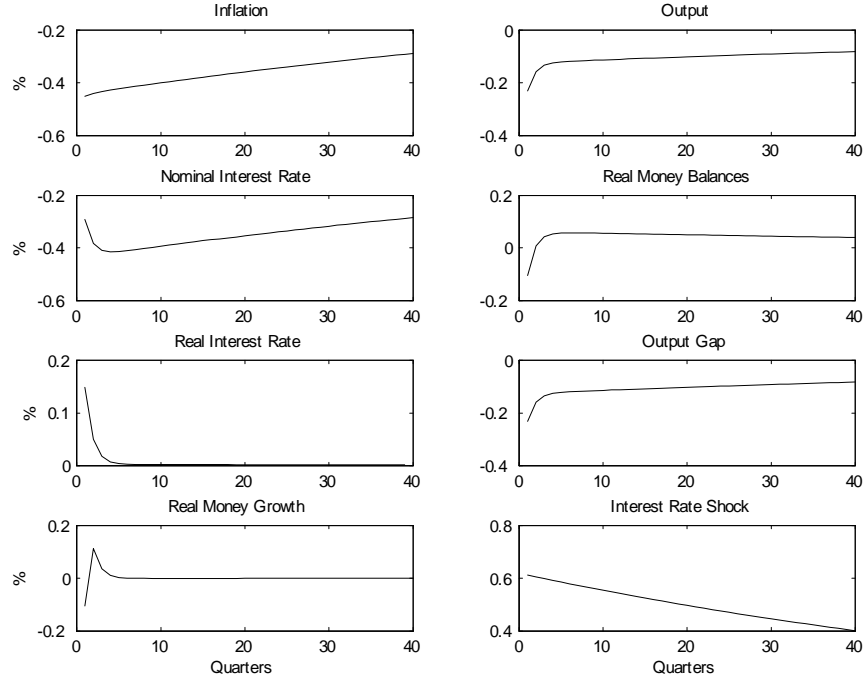 Inflation
-0.2
-0.4
-0.6
%
0 10 20 30 40
Output
0
-0.2
-0.4
0 10 20 30 40
Nominal Interest Rate
-0.2
-0.4
-0.6
%
0 10 20 30 40
Real Money Balances
0.2
0
-0.2
0 10 20 30 40
Real Interest Rate
0.2
0.1
0
%
0 10 20 30 40
Output Gap
0
-0.2
-0.4
0 10 20 30 40
Real Money Growth
0.2
0
-0.2
%
0 10 20 30 40
Quarters
Interest Rate Shock
0.8
0.6
0.4
0 10 20 30 40
Quarters